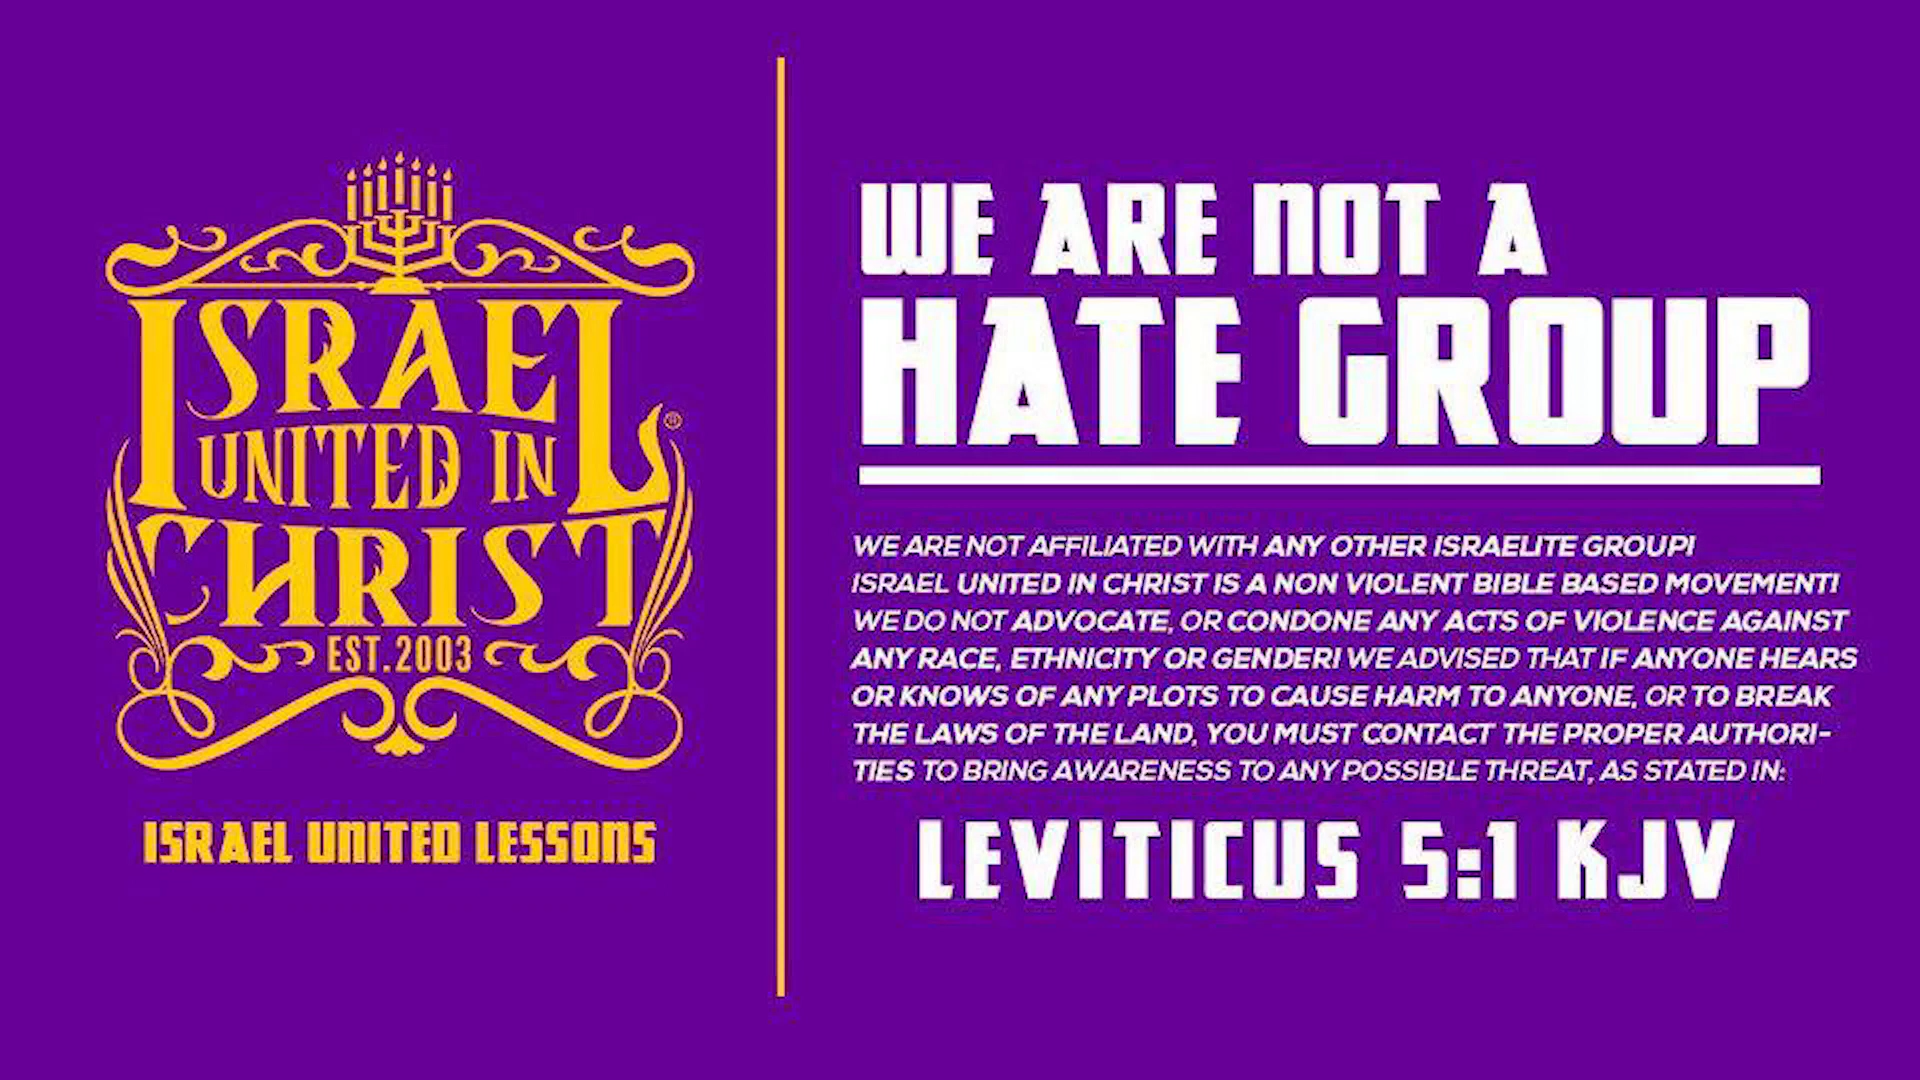 ISRAEL
UNITED IN
CHRIST
®
EST.2003
ISRAEL UNITED LESSONS
WE ARE NOT A
HATE GROUP
WE ARE NOT AFFILIATED WITH ANY OTHER ISRAELITE GROUP!
ISRAEL UNITED IN CHRIST IS A NON VIOLENT BIBLE BASED MOVEMENT!
WE DO NOT ADVOCATE, OR CONDONE ANY ACTS OF VIOLENCE AGAINST
ANY RACE, ETHNICITY OR GENDER! WE ADVISED THAT IF ANYONE HEARS
OR KNOWS OF ANY PLOTS TO CAUSE HARM TO ANYONE, OR TO BREAK
THE LAWS OF THE LAND, YOU MUST CONTACT THE PROPER AUTHORI-
TIES TO BRING AWARENESS TO ANY POSSIBLE THREAT, AS STATED IN:
LEVITICUS 5:1 KJV